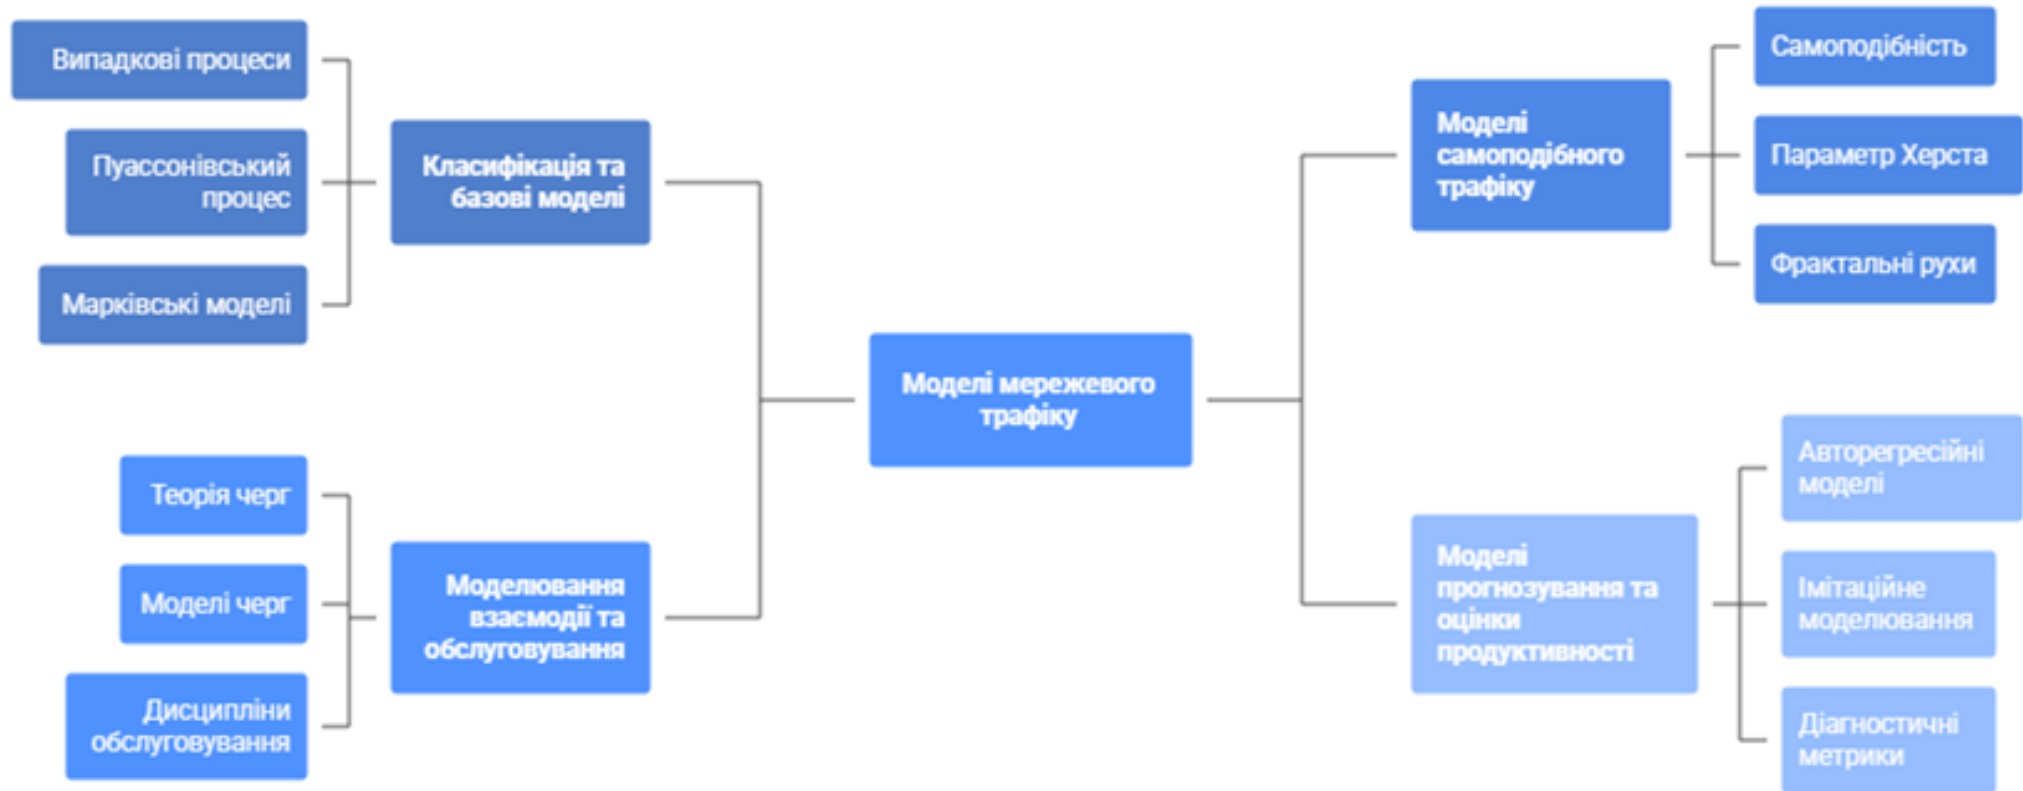 Випадкові процеси
Пуассонівський
процес
Марківські моделі
Класифікація та
базові моделі
Теорія черг
Моделі черг
Дисципліни
обслуговування
Моделювання
взаємодії та
обслуговування
Моделі мережевого
трафіку
Моделі
самоподібного
трафіку
Самоподібність
Параметр Херста
Фрактальні рухи
Моделі
прогнозування та
оцінки
продуктивності
Авторегресійні
моделі
Імітаційне
моделювання
Діагностичні
метрики